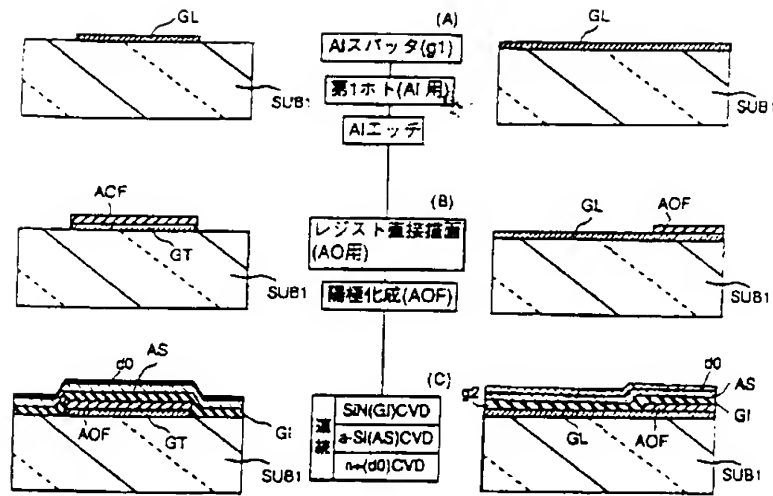 GL
(A)
AIスパッタ(g1)
GL
第1ホト(AI用)
SUB1
SUB1
AIエッチ
(B)
ACF
AOF
レジスト直接描画
(AO用)
GL
GT
SUB1
陽極化成(AOF)
SUB1
d0
AS
(C)
d0
AS
g2
連続
SiN(GI)CVD
GI
GI
a-Si(AS)CVD
AOF
GT
GL
AOF
n+(d0)CVD
SUB1
SUB1